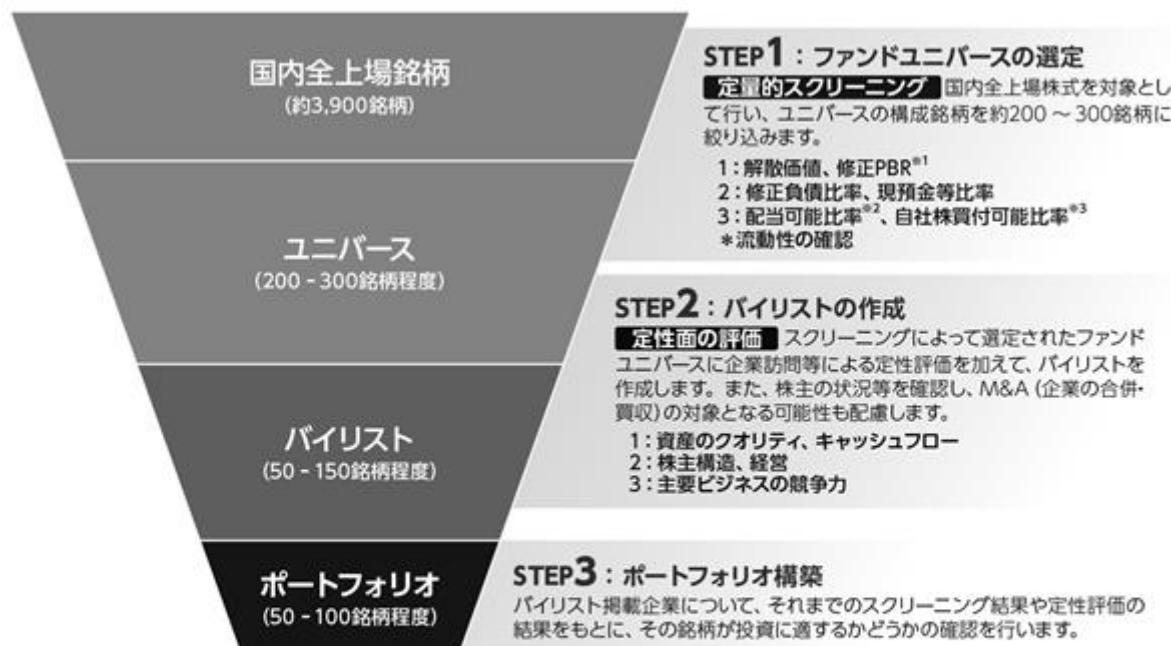 国内全上場銘柄
(約3,900銘柄)
ユニバース
(200 - 300銘柄程度)
バイリスト
(50 - 150銘柄程度)
ポートフォリオ
(50 - 100銘柄程度)
STEP1：ファンドユニバースの選定
定量的スクリーニング 国内全上場株式を対象とし
て行い、ユニバースの構成銘柄を約200 ～ 300銘柄に
絞り込みます。
1：解散価値、修正PBR※1
2：修正負債比率、現預金等比率
3：配当可能比率※2、自社株買付可能比率※3
＊流動性の確認
STEP2：バイリストの作成
定性面の評価 スクリーニングによって選定されたファンド
ユニバースに企業訪問等による定性評価を加えて、バイリストを
作成します。また、株主の状況等を確認し、M&A (企業の合併・
買収)の対象となる可能性も配慮します。
1：資産のクオリティ、キャッシュフロー
2：株主構造、経営
3：主要ビジネスの競争力
STEP3：ポートフォリオ構築
バイリスト掲載企業について、それまでのスクリーニング結果や定性評価の
結果をもとに、その銘柄が投資に適するかどうかの確認を行います。